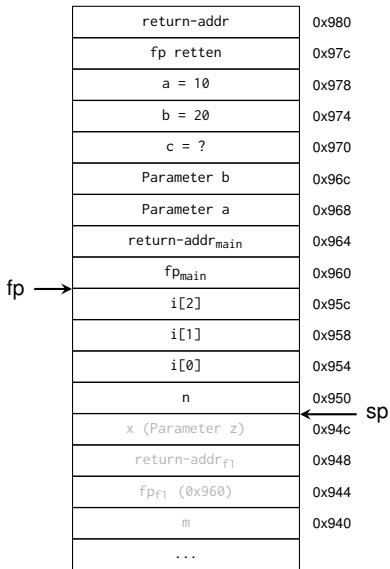 return-addr 0x980
fp retten 0x97c
a = 10 0x978
b = 20 0x974
c = ? 0x970
Parameter b 0x96c
Parameter a 0x968
return-addrmain 0x964
fpmain 0x960
fp
i[2] 0x95c
i[1] 0x958
i[0] 0x954
n 0x950
sp
x (Parameter z) 0x94c
return-addrf1 0x948
fpf1 (0x960) 0x944
m 0x940
...